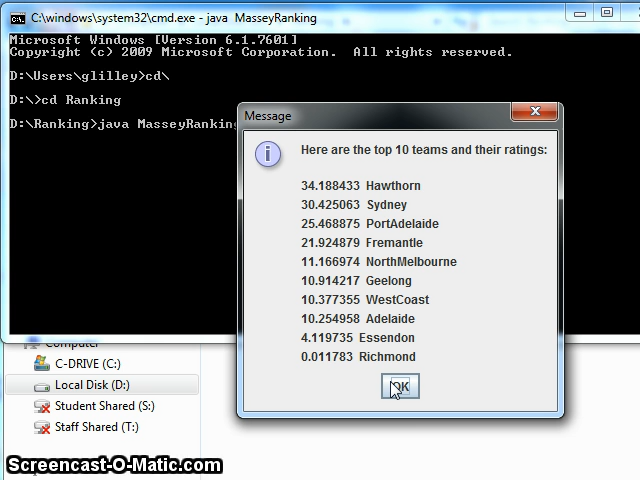 C:\windows\system32\cmd.exe - java MasseyRanking
Microsoft Windows [Version 6.1.7601]
Copyright (c) 2009 Microsoft Corporation. All rights reserved.
D:\Users\glilley>cd\
D:\>cd Ranking
D:\Ranking>java MasseyRanking
Message
Here are the top 10 teams and their ratings:
34.188433 Hawthorn
30.425063 Sydney
25.468875 PortAdelaide
21.924879 Fremantle
11.166974 NorthMelbourne
10.914217 Geelong
10.377355 WestCoast
10.254958 Adelaide
4.119735 Essendon
0.011783 Richmond
OK
Computer
C-DRIVE (C:)
Local Disk (D:)
Student Shared (S:)
Staff Shared (T:)
Screencast-O-Matic.com